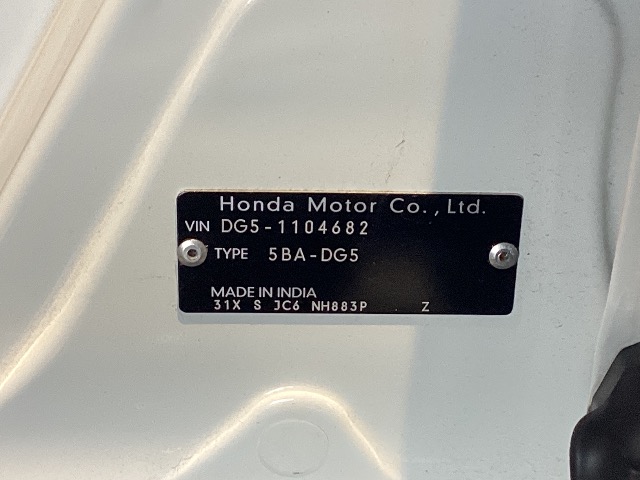 Honda Motor Co., Ltd.
VIN DG5-1104682
TYPE 5BA-DG5
MADE IN INDIA
31X S JC6 NH883P Z